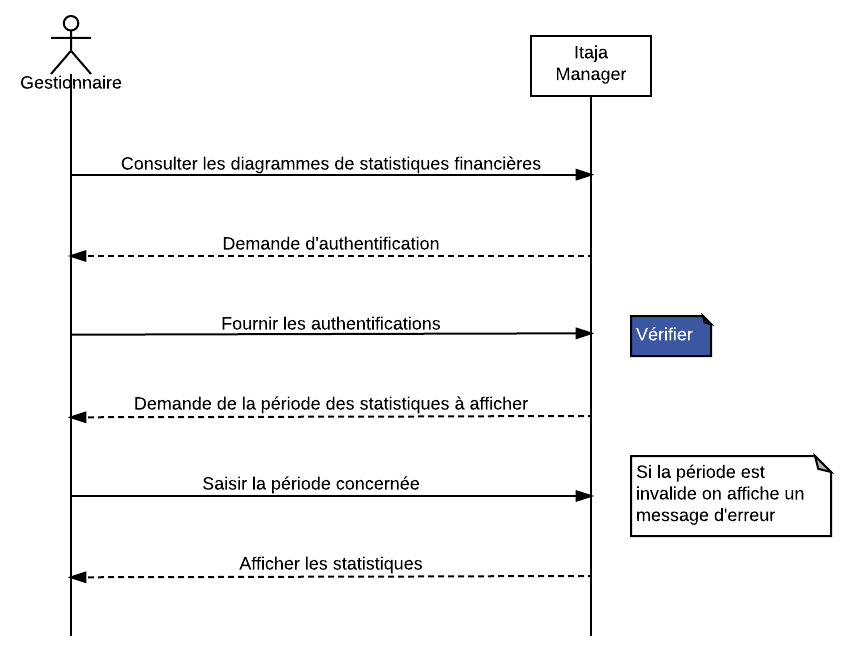 Gestionnaire
Itaja
Manager
Consulter les diagrammes de statistiques financières
Demande d'authentification
Fournir les authentifications
Vérifier
Demande de la période des statistiques à afficher
Saisir la période concernée
Si la période est
invalide on affiche un
message d'erreur
Afficher les statistiques